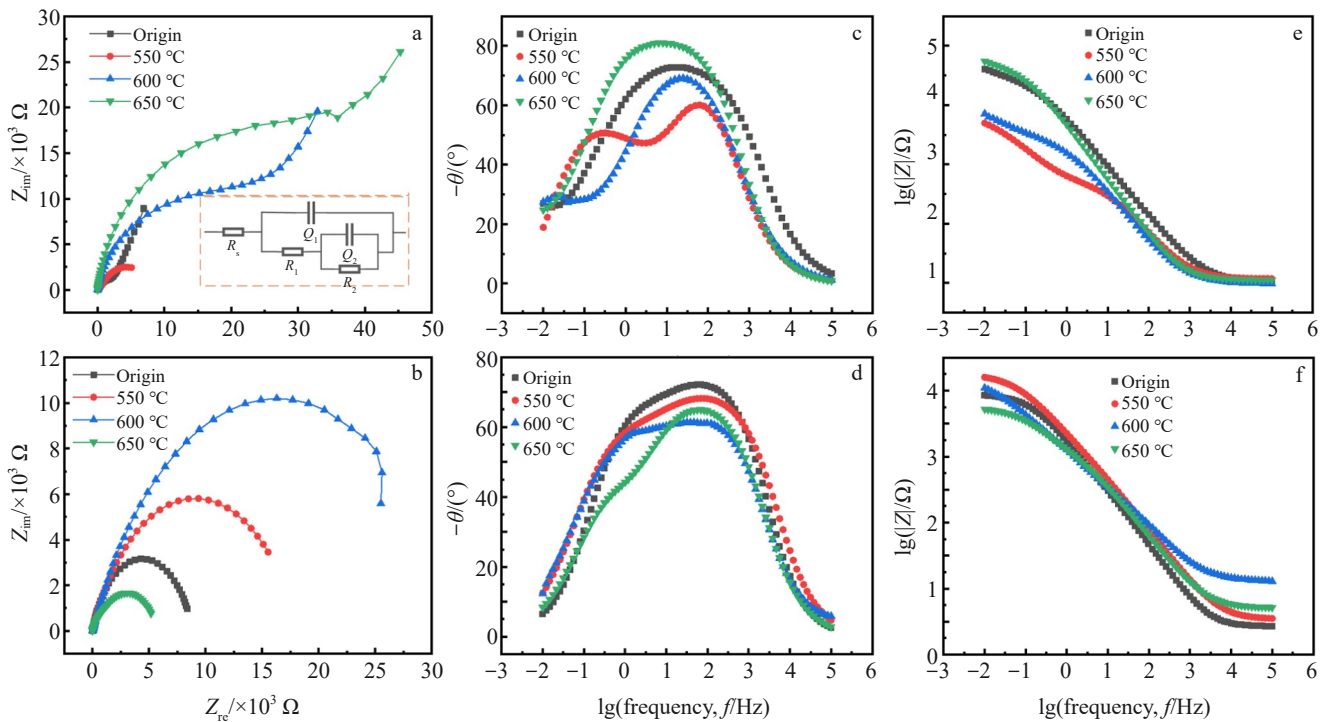 a
Z_im/×10³ Ω
30
25
20
15
10
5
0
Origin
550 ℃
600 ℃
650 ℃
R_s
Q_1
R_1
Q_2
R_2
0 10 20 30 40 50
c
−θ/(°)
80
60
40
20
0
Origin
550 ℃
600 ℃
650 ℃
−3 −2 −1 0 1 2 3 4 5 6
e
lg(|Z|/Ω)
5
4
3
2
1
Origin
550 ℃
600 ℃
650 ℃
−3 −2 −1 0 1 2 3 4 5 6
b
Z_im/×10³ Ω
12
10
8
6
4
2
0
Origin
550 ℃
600 ℃
650 ℃
0 5 10 15 20 25 30
Z_re/×10³ Ω
d
−θ/(°)
80
60
40
20
0
Origin
550 ℃
600 ℃
650 ℃
−3 −2 −1 0 1 2 3 4 5 6
lg(frequency, f/Hz)
f
lg(|Z|/Ω)
4
3
2
1
0
Origin
550 ℃
600 ℃
650 ℃
−3 −2 −1 0 1 2 3 4 5 6
lg(frequency, f/Hz)